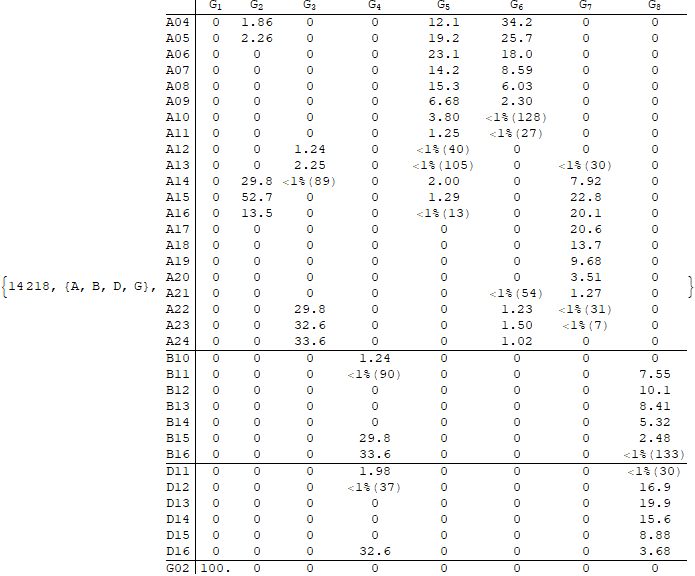 G₁ G₂ G₃ G₄ G₅ G₆ G₇ G₈
A04 0 1.86 0 0 12.1 34.2 0 0
A05 0 2.26 0 0 19.2 25.7 0 0
A06 0 0 0 0 23.1 18.0 0 0
A07 0 0 0 0 14.2 8.59 0 0
A08 0 0 0 0 15.3 6.03 0 0
A09 0 0 0 0 6.68 2.30 0 0
A10 0 0 0 0 3.80 <1%(128) 0 0
A11 0 0 0 0 1.25 <1%(27) 0 0
A12 0 0 1.24 0 <1%(40) 0 0 0
A13 0 0 2.25 0 <1%(105) 0 <1%(30) 0
A14 0 29.8 <1%(89) 0 2.00 0 7.92 0
A15 0 52.7 0 0 1.29 0 22.8 0
A16 0 13.5 0 0 <1%(13) 0 20.1 0
A17 0 0 0 0 0 0 20.6 0
A18 0 0 0 0 0 0 13.7 0
A19 0 0 0 0 0 0 9.68 0
A20 0 0 0 0 0 0 3.51 0
{14218, {A, B, D, G}, A21 0 0 0 0 0 <1%(54) 1.27 0 }
A22 0 0 29.8 0 0 1.23 <1%(31) 0
A23 0 0 32.6 0 0 1.50 <1%(7) 0
A24 0 0 33.6 0 0 1.02 0 0
B10 0 0 0 1.24 0 0 0 0
B11 0 0 0 <1%(90) 0 0 0 7.55
B12 0 0 0 0 0 0 0 10.1
B13 0 0 0 0 0 0 0 8.41
B14 0 0 0 0 0 0 0 5.32
B15 0 0 0 29.8 0 0 0 2.48
B16 0 0 0 33.6 0 0 0 <1%(133)
D11 0 0 0 1.98 0 0 0 <1%(30)
D12 0 0 0 <1%(37) 0 0 0 16.9
D13 0 0 0 0 0 0 0 19.9
D14 0 0 0 0 0 0 0 15.6
D15 0 0 0 0 0 0 0 8.88
D16 0 0 0 32.6 0 0 0 3.68
G02 100. 0 0 0 0 0 0 0